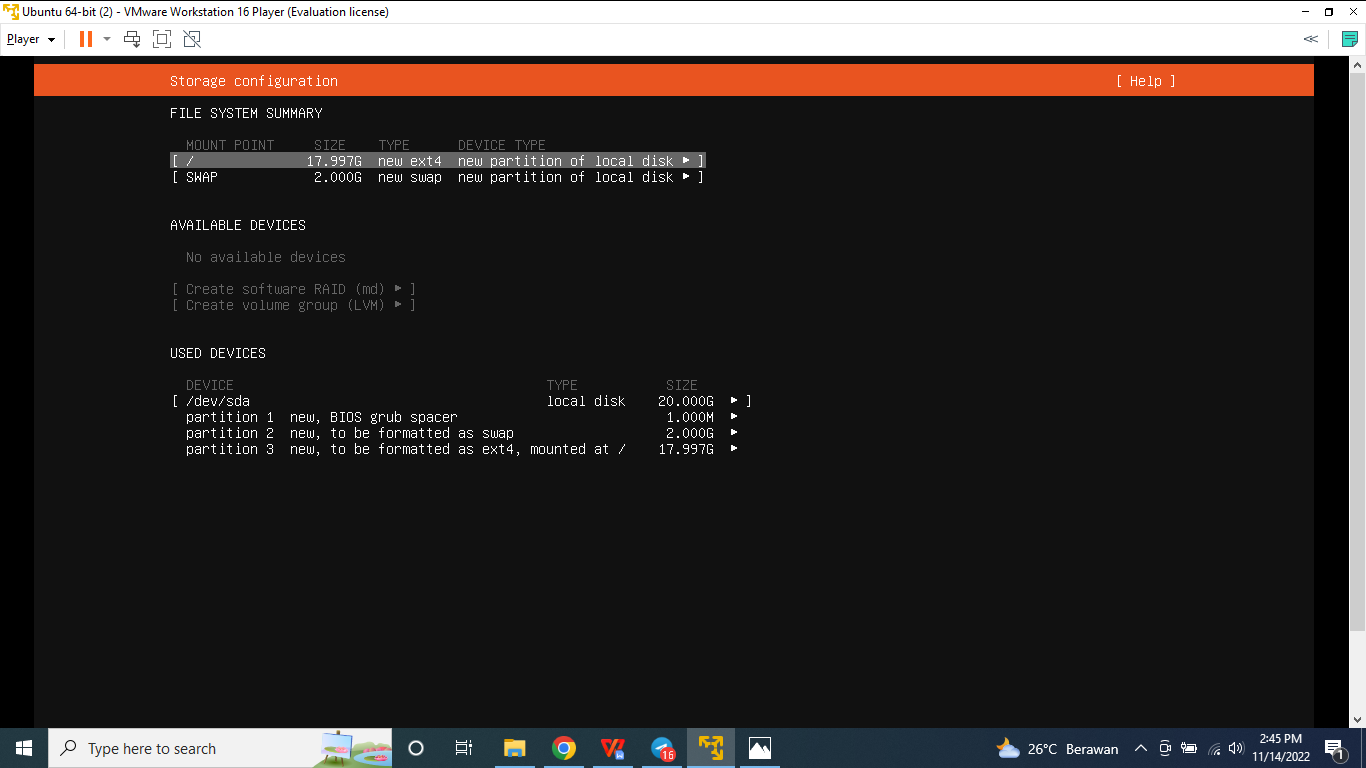 Ubuntu 64-bit (2) - VMware Workstation 16 Player (Evaluation license)
Player
Storage configuration [ Help ]
FILE SYSTEM SUMMARY
MOUNT POINT SIZE TYPE DEVICE TYPE
[ / 17.997G new ext4 new partition of local disk ▸ ]
[ SWAP 2.000G new swap new partition of local disk ▸ ]
AVAILABLE DEVICES
No available devices
[ Create software RAID (md) ▸ ]
[ Create volume group (LVM) ▸ ]
USED DEVICES
DEVICE TYPE SIZE
[ /dev/sda local disk 20.000G ▸ ]
partition 1 new, BIOS grub spacer 1.000M ▸
partition 2 new, to be formatted as swap 2.000G ▸
partition 3 new, to be formatted as ext4, mounted at / 17.997G ▸
Type here to search
16
26°C Berawan
2:45 PM
11/14/2022
1